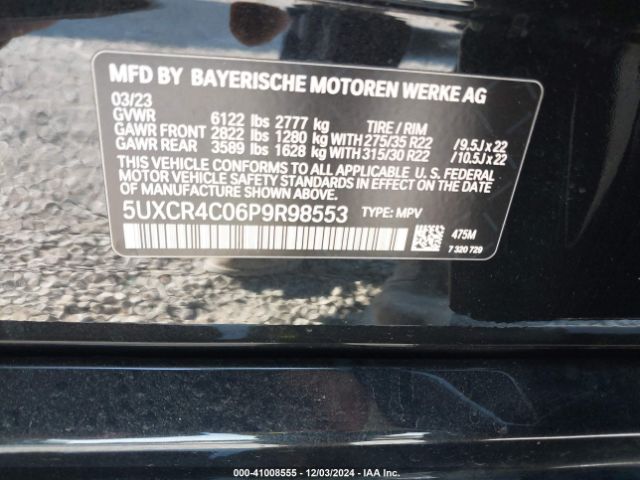 MFD BY BAYERISCHE MOTOREN WERKE AG
03/23
GVWR 6122 lbs 2777 kg TIRE / RIM
GAWR FRONT 2822 lbs 1280 kg WITH 275/35 R22 /9.5J x 22
GAWR REAR 3589 lbs 1628 kg WITH 315/30 R22 /10.5J x 22
THIS VEHICLE CONFORMS TO ALL APPLICABLE U.S. FEDERAL
MOTOR VEHICLE SAFETY STANDARDS IN EFFECT ON THE DATE
OF MANUFACTURE SHOWN ABOVE.
5UXCR4C06P9R98553 TYPE: MPV
475M
7 320 729
000-41008555 - 12/03/2024 - IAA Inc.